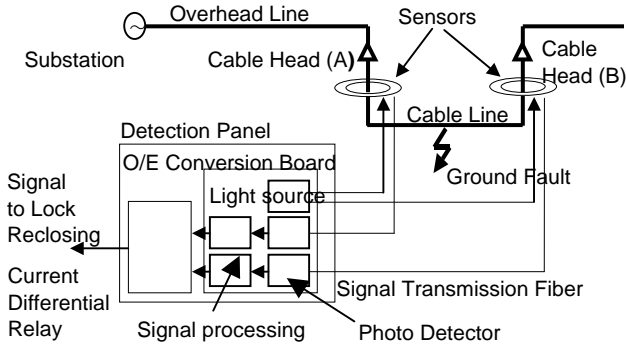 Overhead Line
Sensors
Substation
Cable Head (A)
Cable
Head (B)
Cable Line
Detection Panel
O/E Conversion Board
Ground Fault
Signal
to Lock
Reclosing
Light source
Current
Differential
Relay
Signal Transmission Fiber
Signal processing
Photo Detector